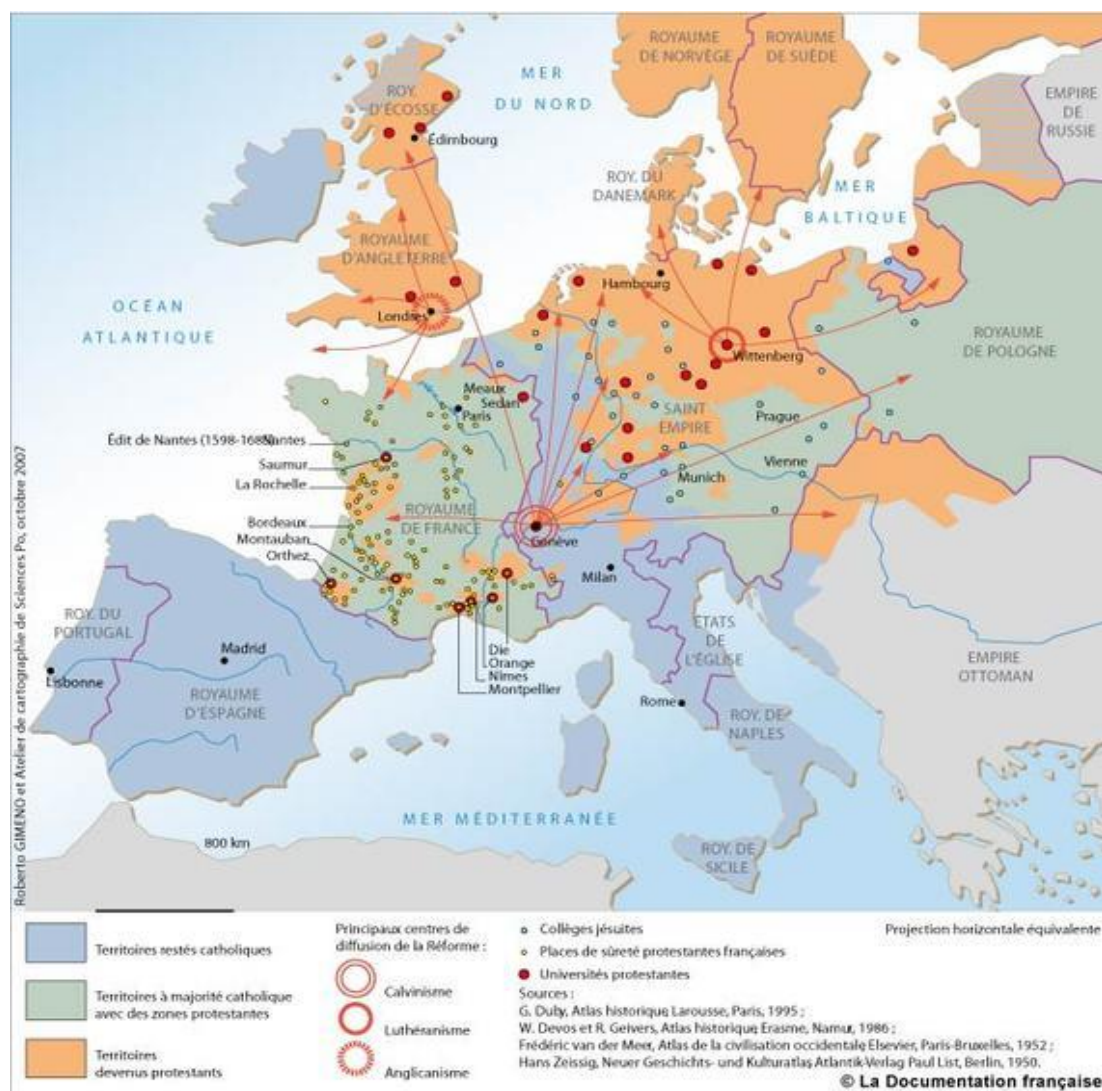 ROYAUME
DE NORVÈGE
ROYAUME
DE SUÈDE
MER
DU NORD
EMPIRE
DE
RUSSIE
ROY.
D'ÉCOSSE
Édimbourg
ROY. DU
DANEMARK
MER
BALTIQUE
ROYAUME
D'ANGLETERRE
Hambourg
OCÉAN
ATLANTIQUE
Londres
Wittenberg
ROYAUME
DE POLOGNE
Meaux
Sedan
Paris
SAINT
EMPIRE
Prague
Édit de Nantes (1598-1685)
Nantes
Saumur
La Rochelle
Munich
Vienne
ROYAUME
DE FRANCE
Bordeaux
Montauban
Orthez
Genève
Milan
ROY. DU
PORTUGAL
Madrid
Lisbonne
ROYAUME
D'ESPAGNE
ÉTATS
DE
L'ÉGLISE
Die
Orange
Nîmes
Montpellier
Rome
ROY. DE
NAPLES
EMPIRE
OTTOMAN
MER MÉDITERRANÉE
ROY. DE
SICILE
800 km
Roberto GIMENO et Atelier de cartographie de Sciences Po, octobre 2007
Territoires restés catholiques
Territoires à majorité catholique
avec des zones protestantes
Territoires
devenus protestants
Principaux centres de
diffusion de la Réforme :
Calvinisme
Luthéranisme
Anglicanisme
Collèges jésuites
Places de sûreté protestantes françaises
Universités protestantes
Sources :
G. Duby, Atlas historique, Larousse, Paris, 1995 ;
W. Devos et R. Geivers, Atlas historique, Erasme, Namur, 1986 ;
Frédéric van der Meer, Atlas de la civilisation occidentale, Elsevier, Paris-Bruxelles, 1952 ;
Hans Zeissig, Neuer Geschichts- und Kulturatlas, Atlantik-Verlag Paul List, Berlin, 1950.
Projection horizontale équivalente
© La Documentation française